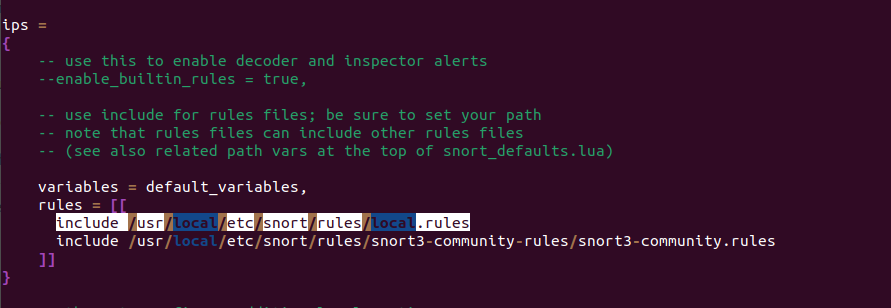 ips =
{
-- use this to enable decoder and inspector alerts
--enable_builtin_rules = true,
-- use include for rules files; be sure to set your path
-- note that rules files can include other rules files
-- (see also related path vars at the top of snort_defaults.lua)
variables = default_variables,
rules = [[
include /usr/local/etc/snort/rules/local.rules
include /usr/local/etc/snort/rules/snort3-community-rules/snort3-community.rules
]]
}